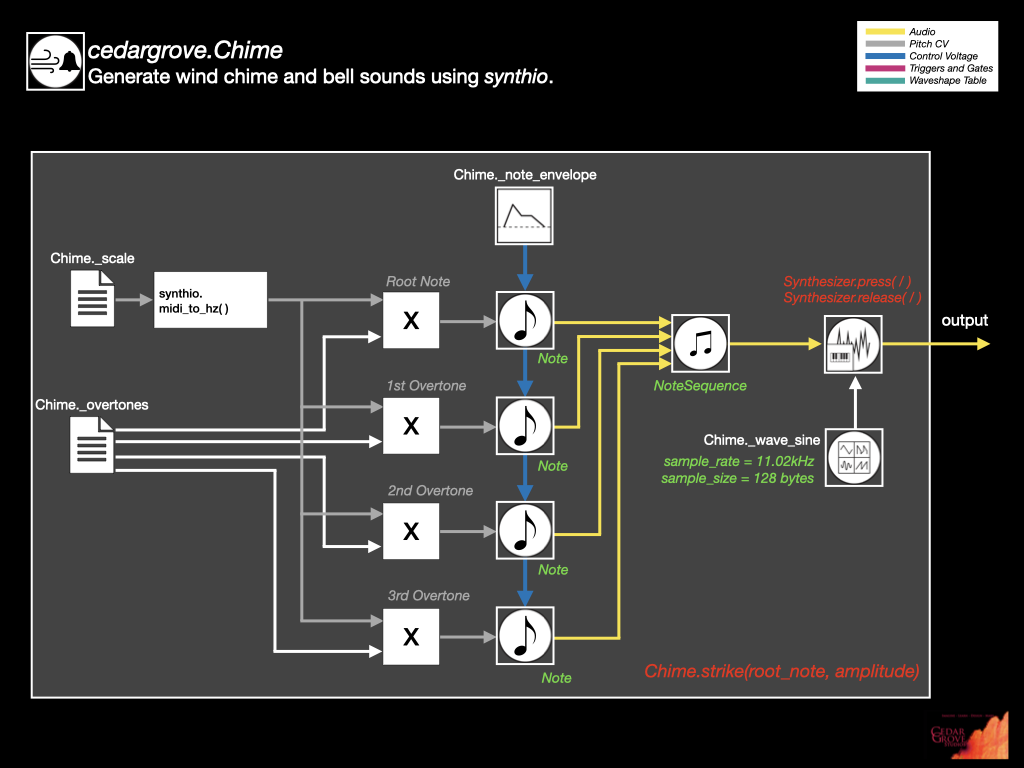 cedargrove.Chime
Generate wind chime and bell sounds using synthio.
Audio
Pitch CV
Control Voltage
Triggers and Gates
Waveshape Table
Chime._note_envelope
Chime._scale
synthio.
midi_to_hz( )
Root Note
X
Note
1st Overtone
X
Note
2nd Overtone
X
Note
3rd Overtone
X
Note
Chime._overtones
NoteSequence
Synthesizer.press( / )
Synthesizer.release( / )
output
Chime._wave_sine
sample_rate = 11.02kHz
sample_size = 128 bytes
Chime.strike(root_note, amplitude)
CEDAR
GROVE